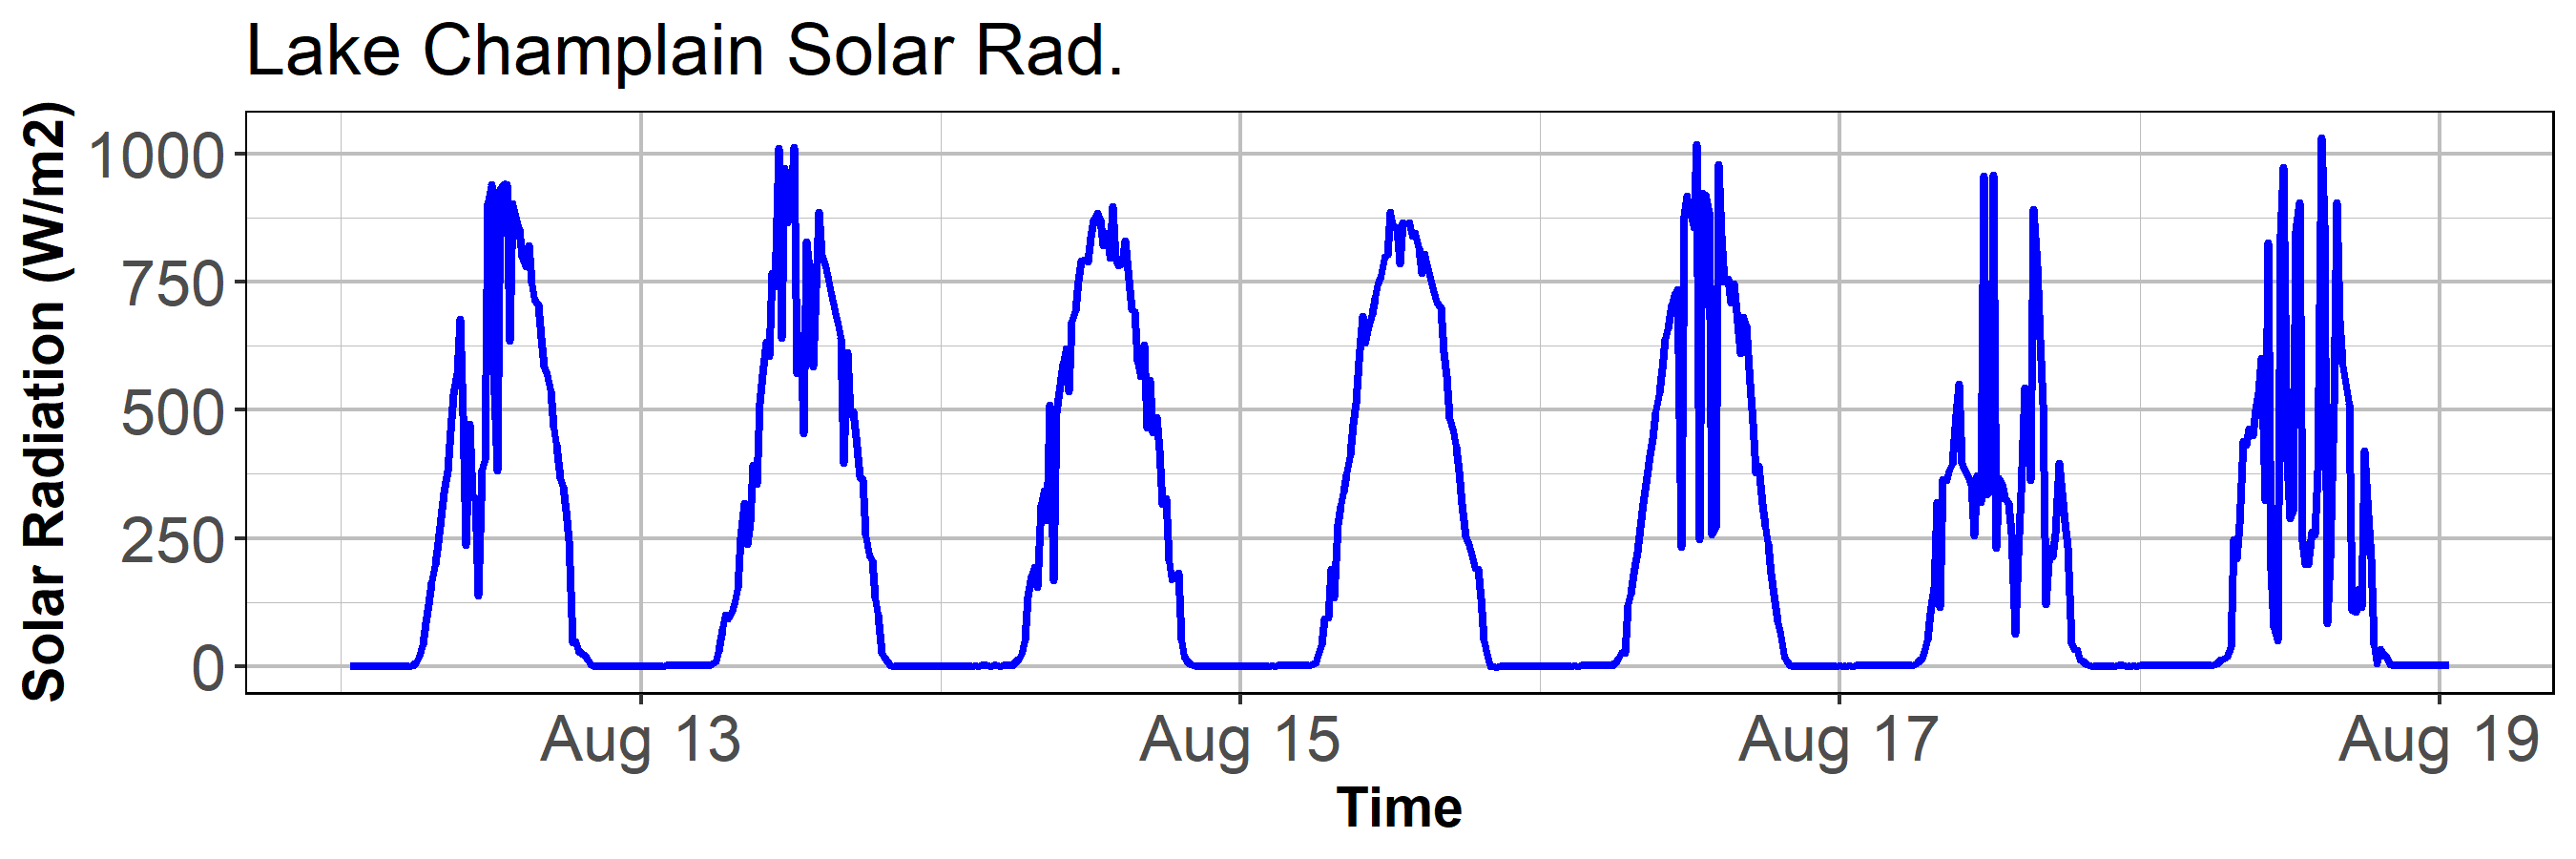 Lake Champlain Solar Rad.
Solar Radiation (W/m2)
1000
750
500
250
0
Aug 13
Aug 15
Aug 17
Aug 19
Time